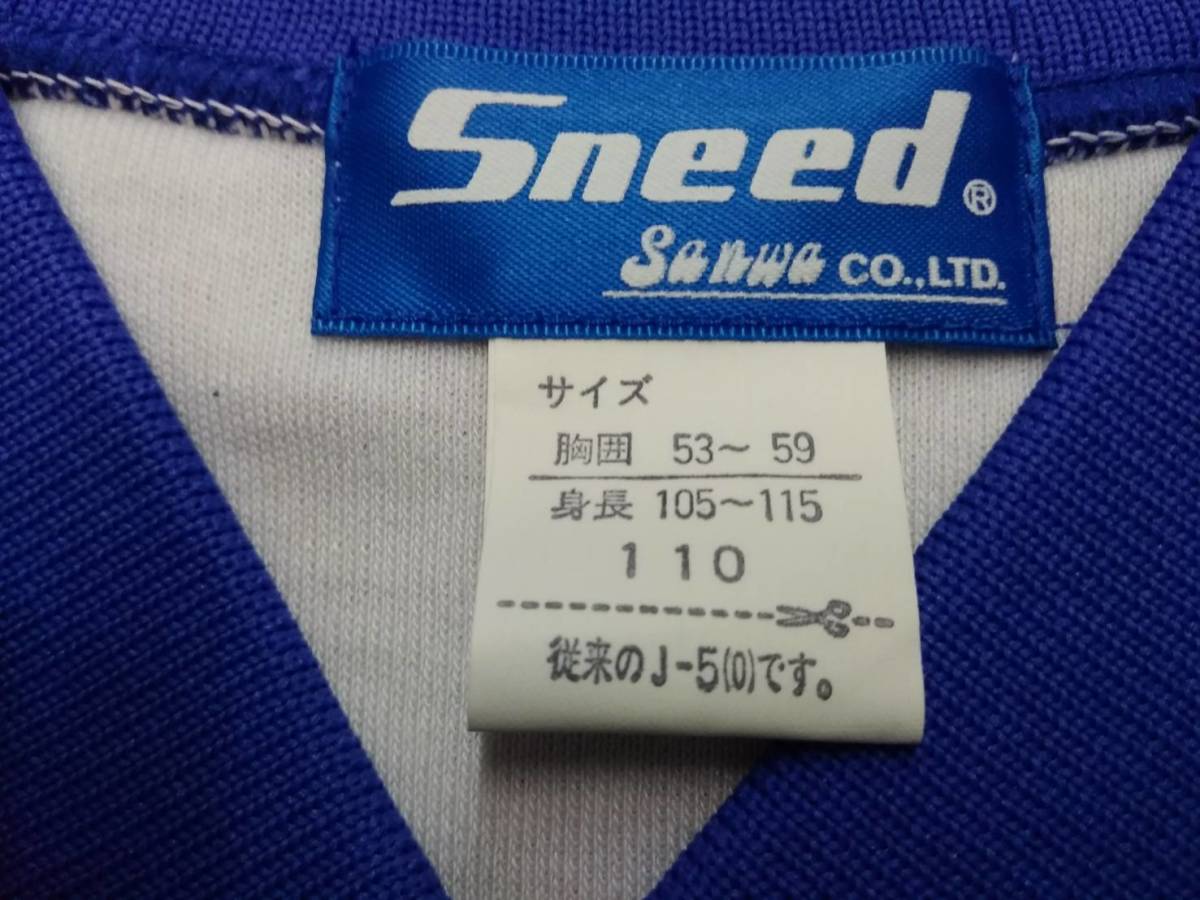 Sneed®
Sanwa CO.,LTD.
サイズ
胸囲 53〜59
身長 105〜115
110
従来のJ-5(0)です。